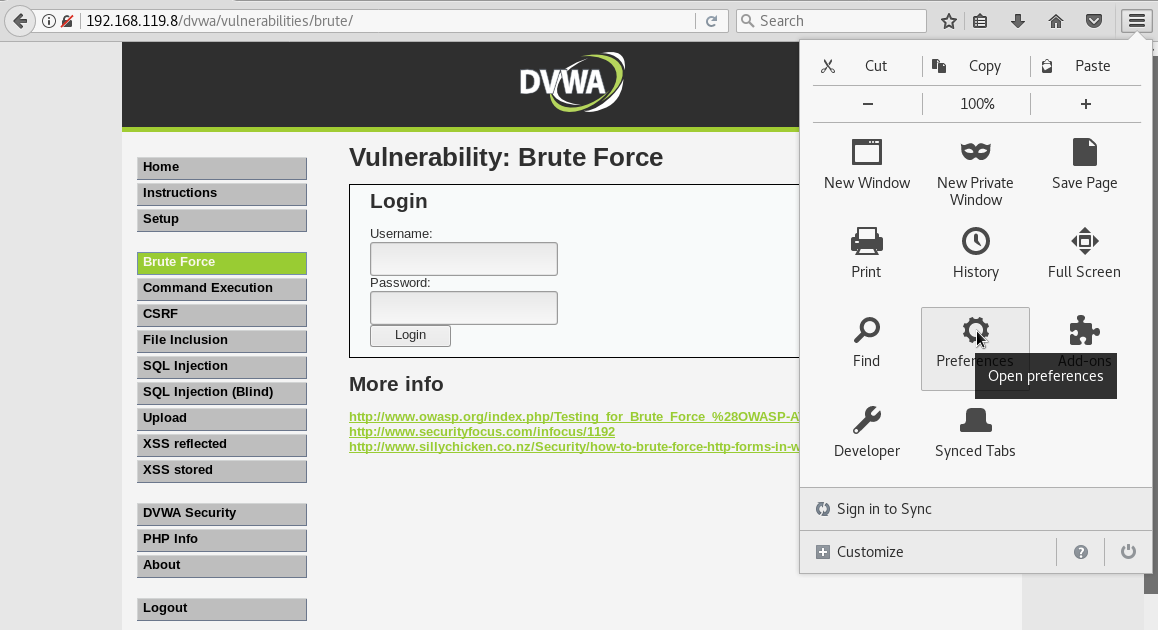 192.168.119.8/dvwa/vulnerabilities/brute/
Search
DVWA
Home
Instructions
Setup
Brute Force
Command Execution
CSRF
File Inclusion
SQL Injection
SQL Injection (Blind)
Upload
XSS reflected
XSS stored
DVWA Security
PHP Info
About
Logout
Vulnerability: Brute Force
Login
Username:
Password:
Login
More info
http://www.owasp.org/index.php/Testing_for_Brute_Force_%28OWASP-A
http://www.securityfocus.com/infocus/1192
http://www.sillychicken.co.nz/Security/how-to-brute-force-http-forms-in-w
Cut Copy Paste
− 100% +
New Window
New Private
Window
Save Page
Print History Full Screen
Find Preferences Add-ons
Open preferences
Developer Synced Tabs
Sign in to Sync
Customize